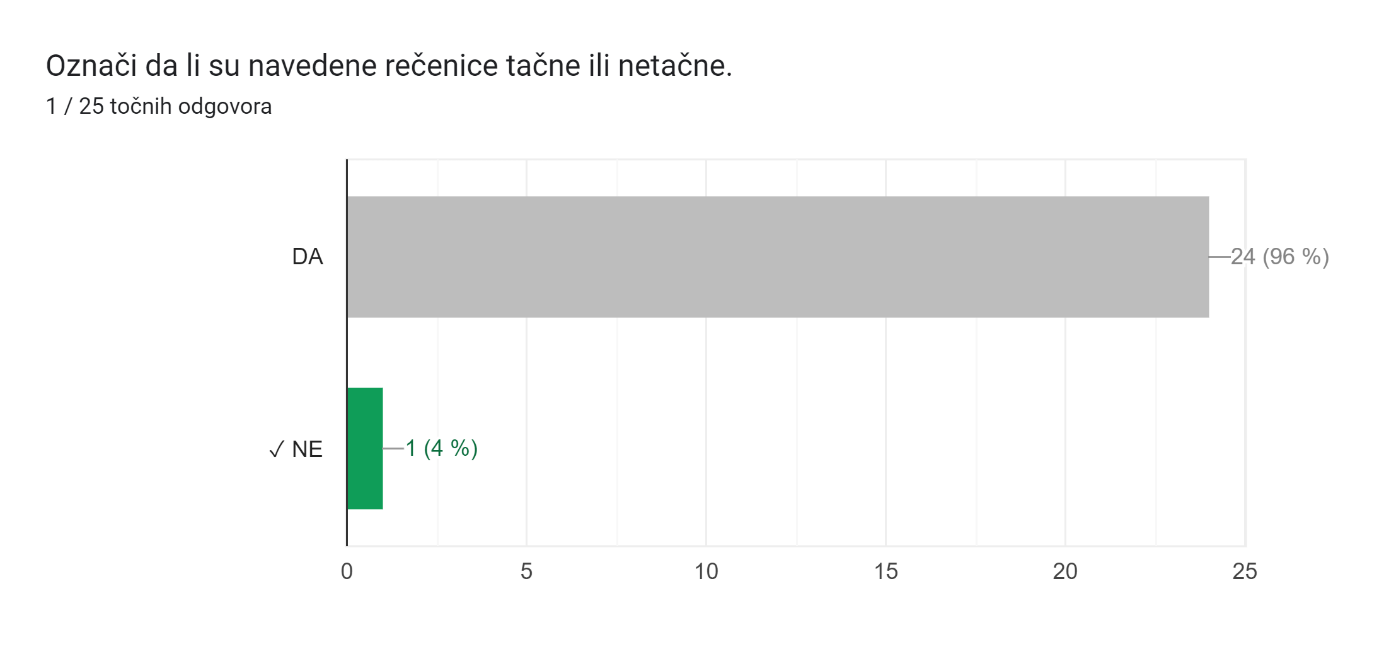 Označi da li su navedene rečenice tačne ili netačne.
1 / 25 točnih odgovora
DA
24 (96 %)
✓ NE
1 (4 %)
0 5 10 15 20 25